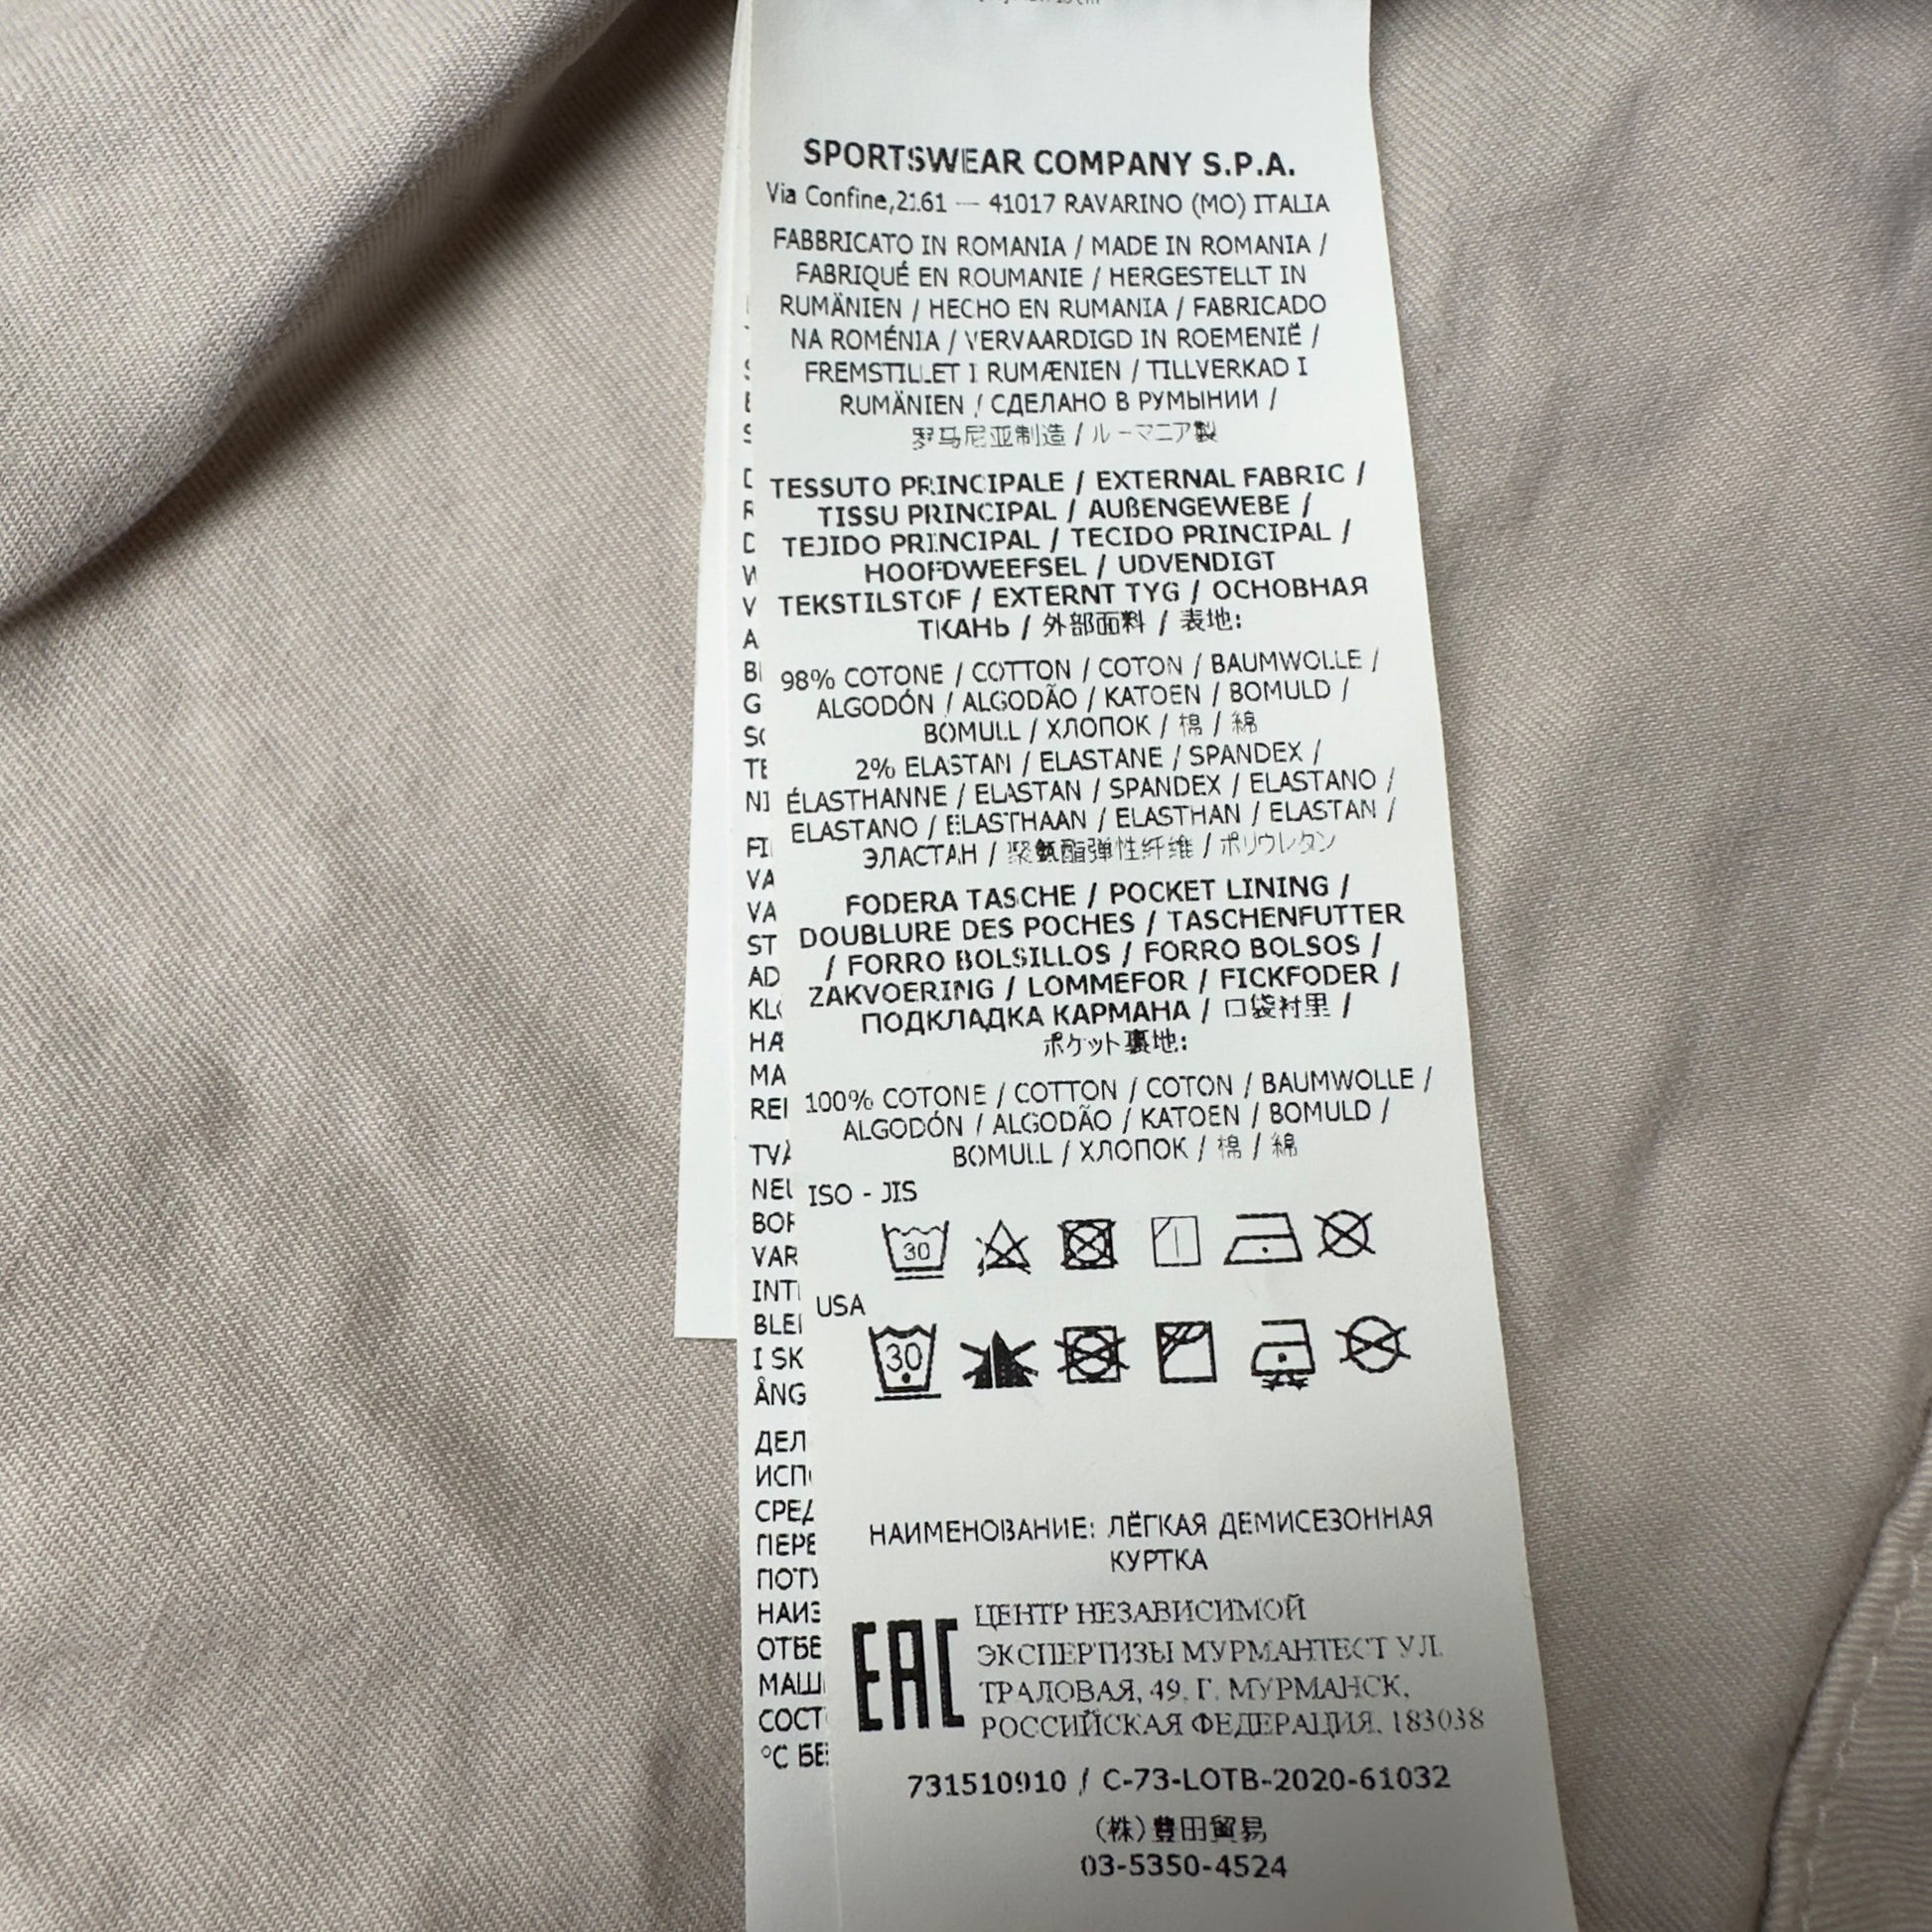 SPORTSWEAR COMPANY S.P.A.
Via Confine,2161 — 41017 RAVARINO (MO) ITALIA
FABBRICATO IN ROMANIA / MADE IN ROMANIA /
FABRIQUÉ EN ROUMANIE / HERGESTELLT IN
RUMÄNIEN / HECHO EN RUMANIA / FABRICADO
NA ROMÉNIA / VERVAARDIGD IN ROEMENIË /
FREMSTILLET I RUMÆNIEN / TILLVERKAD I
RUMÄNIEN / СДЕЛАНО В РУМЫНИИ /
罗马尼亚制造 / ルーマニア製
TESSUTO PRINCIPALE / EXTERNAL FABRIC /
TISSU PRINCIPAL / AUßENGEWEBE /
TEJIDO PRINCIPAL / TECIDO PRINCIPAL /
HOOFDWEEFSEL / UDVENDIGT
TEKSTILSTOF / EXTERNT TYG / ОСНОВНАЯ
ТКАНЬ / 外部面料 / 表地:
98% COTONE / COTTON / COTON / BAUMWOLLE /
ALGODÓN / ALGODÃO / KATOEN / BOMULD /
BOMULL / ХЛОПОК / 棉 / 綿
2% ELASTAN / ELASTANE / SPANDEX /
ÉLASTHANNE / ELASTAN / SPANDEX / ELASTANO /
ELASTANO / ELASTHAAN / ELASTHAN / ELASTAN /
ЭЛАСТАН / 聚氨酯弹性纤维 / ポリウレタン
FODERA TASCHE / POCKET LINING /
DOUBLURE DES POCHES / TASCHENFUTTER
/ FORRO BOLSILLOS / FORRO BOLSOS /
ZAKVOERING / LOMMEFOR / FICKFODER /
ПОДКЛАДКА КАРМАНА / 口袋衬里 /
ポケット裏地:
100% COTONE / COTTON / COTON / BAUMWOLLE /
ALGODÓN / ALGODÃO / KATOEN / BOMULD /
BOMULL / ХЛОПОК / 棉 / 綿
ISO - JIS
30
USA
30
НАИМЕНОВАНИЕ: ЛЁГКАЯ ДЕМИСЕЗОННАЯ
КУРТКА
EAC
ЦЕНТР НЕЗАВИСИМОЙ
ЭКСПЕРТИЗЫ МУРМАНТЕСТ УЛ.
ТРАЛОВАЯ, 49, Г. МУРМАНСК,
РОССИЙСКАЯ ФЕДЕРАЦИЯ, 183038
731510910 / C-73-LOTB-2020-61032
(株)豊田貿易
03-5350-4524